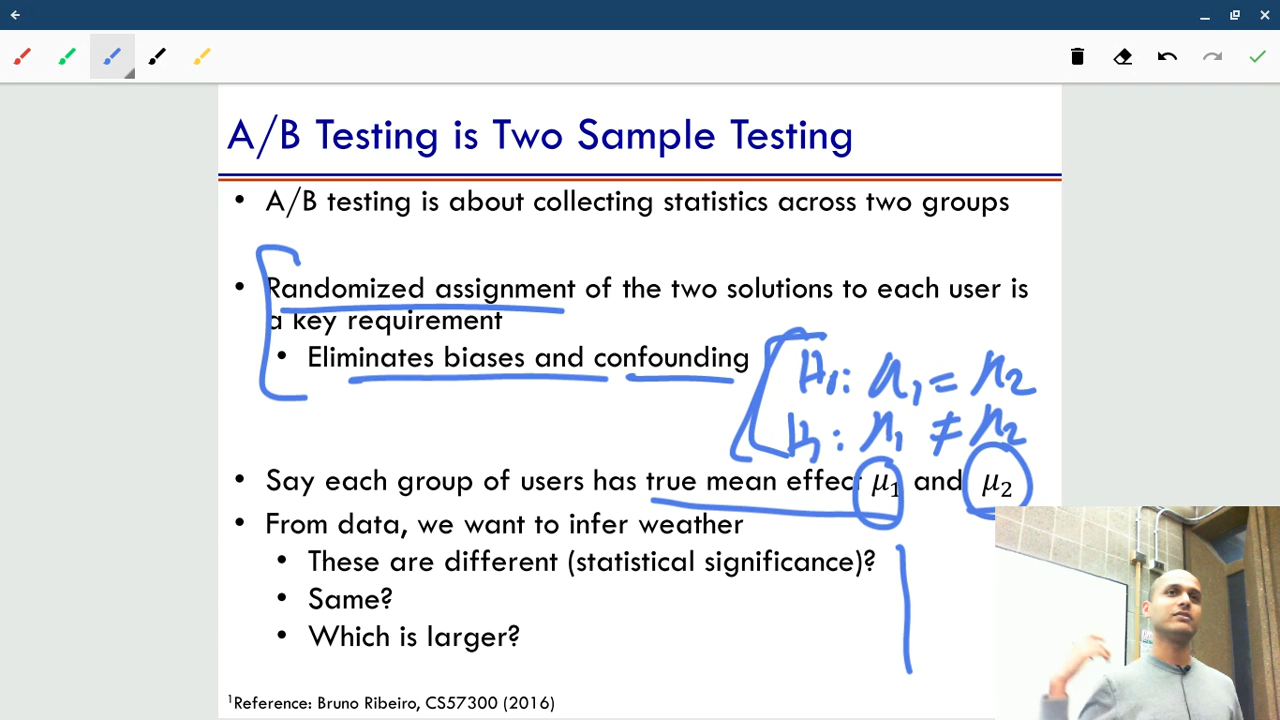 A/B Testing is Two Sample Testing
• A/B testing is about collecting statistics across two groups
• Randomized assignment of the two solutions to each user is
a key requirement
• Eliminates biases and confounding
H₀: μ₁ = μ₂
H₁: μ₁ ≠ μ₂
• Say each group of users has true mean effect μ₁ and μ₂
• From data, we want to infer weather
• These are different (statistical significance)?
• Same?
• Which is larger?
¹Reference: Bruno Ribeiro, CS57300 (2016)